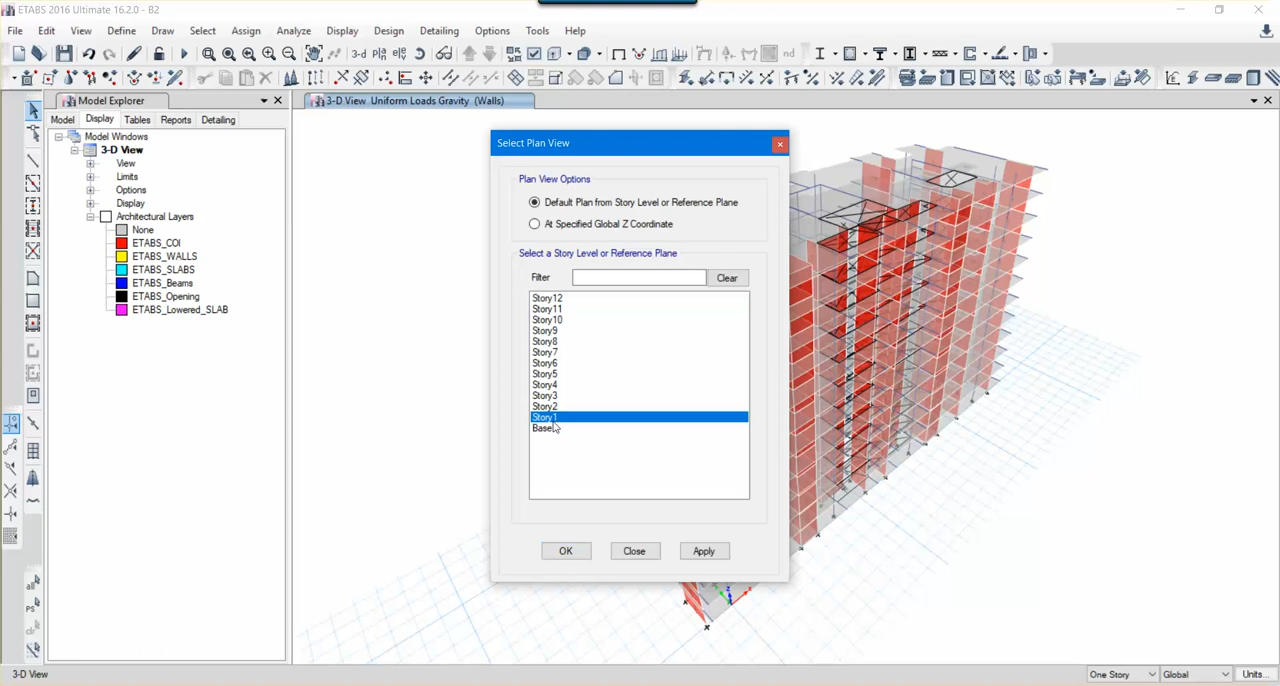 ETABS 2016 Ultimate 16.2.0 - B2
File Edit View Define Draw Select Assign Analyze Display Design Detailing Options Tools Help
3-d
nd
Model Explorer
3-D View Uniform Loads Gravity (Walls)
Model Display Tables Reports Detailing
Model Windows
3-D View
View
Limits
Options
Display
Architectural Layers
None
ETABS_COl
ETABS_WALLS
ETABS_SLABS
ETABS_Beams
ETABS_Opening
ETABS_Lowered_SLAB
Select Plan View
Plan View Options
Default Plan from Story Level or Reference Plane
At Specified Global Z Coordinate
Select a Story Level or Reference Plane
Filter
Clear
Story12
Story11
Story10
Story9
Story8
Story7
Story6
Story5
Story4
Story3
Story2
Story1
Base
OK Close Apply
all
PS
clr
3-D View
One Story
Global
Units...